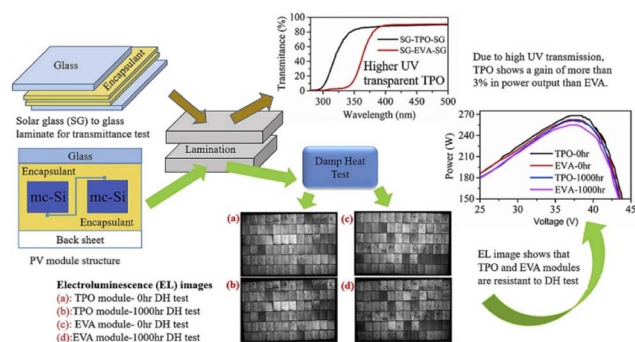 Glass
Encapsulant
Solar glass (SG) to glass
laminate for transmittance test
Glass
Encapsulant
mc-Si
mc-Si
Encapsulant
Back sheet
PV module structure
Lamination
Damp Heat
Test
Transmitance (%)
100
80
60
40
20
0
SG-TPO-SG
SG-EVA-SG
Higher UV
transparent TPO
300
350
400
450
500
Wavelength (nm)
Due to high UV transmission,
TPO shows a gain of more than
3% in power output than EVA.
Power (W)
270
240
210
180
150
TPO-0hr
EVA-0hr
TPO-1000hr
EVA-1000hr
25
30
35
40
45
Voltage (V)
(a)
(c)
(b)
(d)
EL image shows that
TPO and EVA modules
are resistant to DH test
Electroluminescence (EL) images
(a): TPO module- 0hr DH test
(b):TPO module-1000hr DH test
(c): EVA module- 0hr DH test
(d):EVA module-1000hr DH test